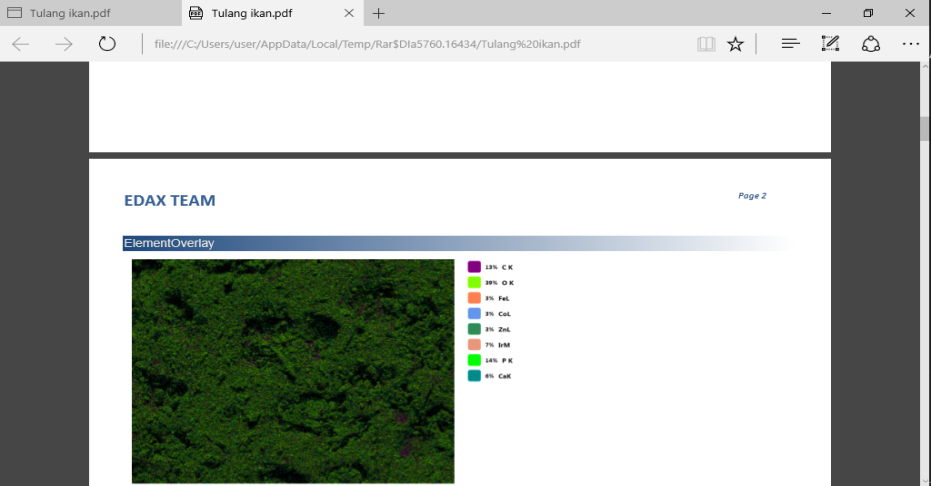 Tulang ikan.pdf
Tulang ikan.pdf
file:///C:/Users/user/AppData/Local/Temp/Rar$DIa5760.16434/Tulang%20ikan.pdf
EDAX TEAM
Page 2
ElementOverlay
13% C K
39% O K
3% FeL
3% CoL
3% ZnL
7% IrM
14% P K
6% CaK